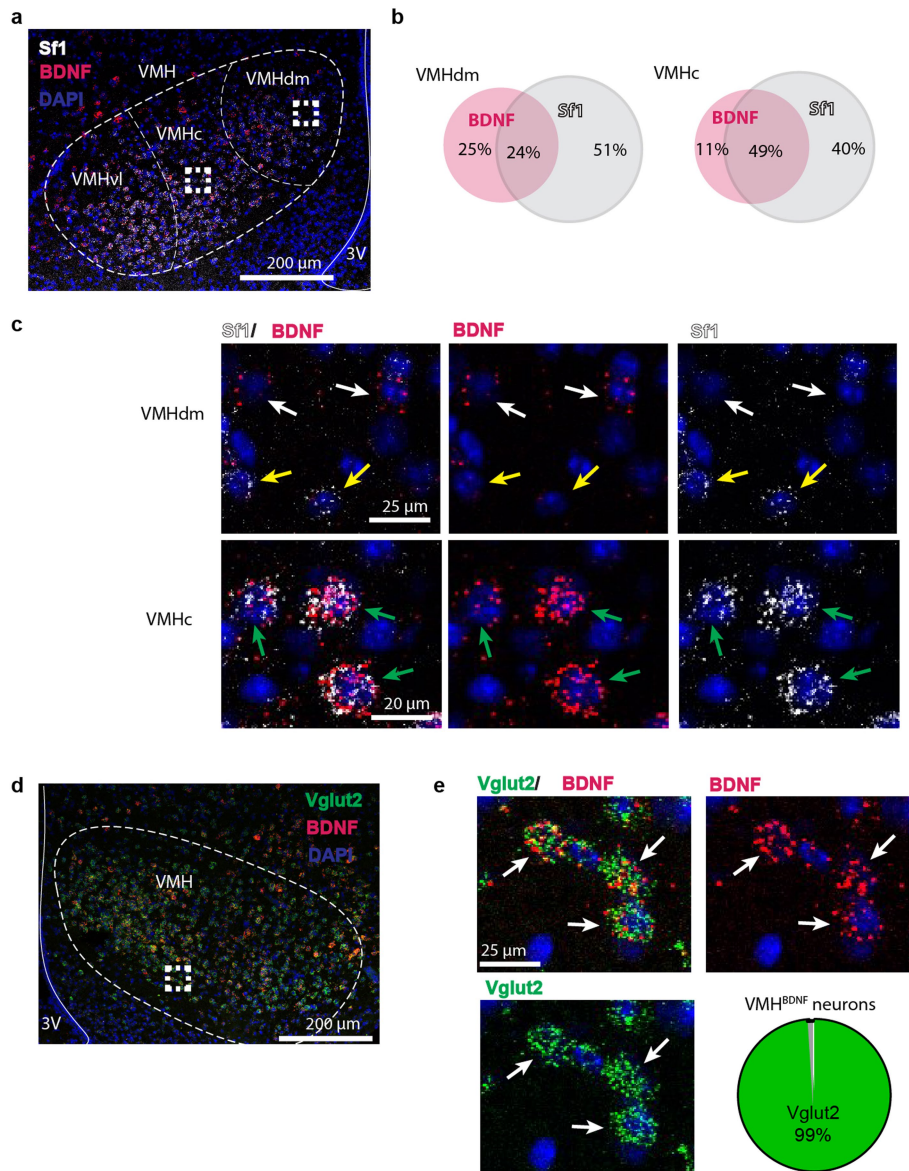 a
Sf1
BDNF
DAPI
VMH
VMHdm
VMHc
VMHvl
200 µm
3V
b
VMHdm
BDNF
Sf1
25%
24%
51%
VMHc
BDNF
Sf1
11%
49%
40%
c
Sf1/ BDNF
BDNF
Sf1
VMHdm
25 µm
VMHc
20 µm
d
Vglut2
BDNF
DAPI
VMH
3V
200 µm
e
Vglut2/ BDNF
BDNF
25 µm
Vglut2
VMHᴮᴰᴺᶠ neurons
Vglut2
99%